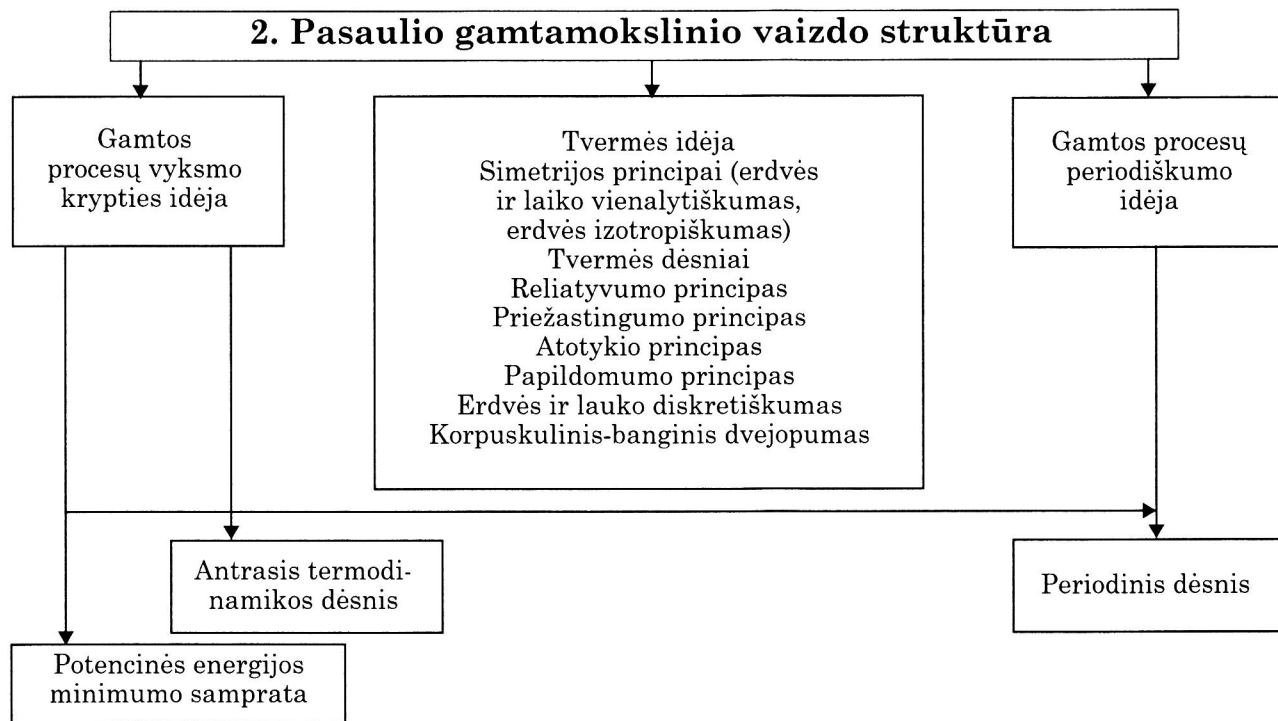 2. Pasaulio gamtamokslinio vaizdo struktūra
Gamtos
procesų vyksmo
krypties idėja
Tvermės idėja
Simetrijos principai (erdvės
ir laiko vienalytiškumas,
erdvės izotropiškumas)
Tvermės dėsniai
Reliatyvumo principas
Priežastingumo principas
Atotykio principas
Papildomumo principas
Erdvės ir lauko diskretiškumas
Korpuskulinis-banginis dvejopumas
Gamtos procesų
periodiškumo
idėja
Antrasis termodi-
namikos dėsnis
Periodinis dėsnis
Potencinės energijos
minimumo samprata